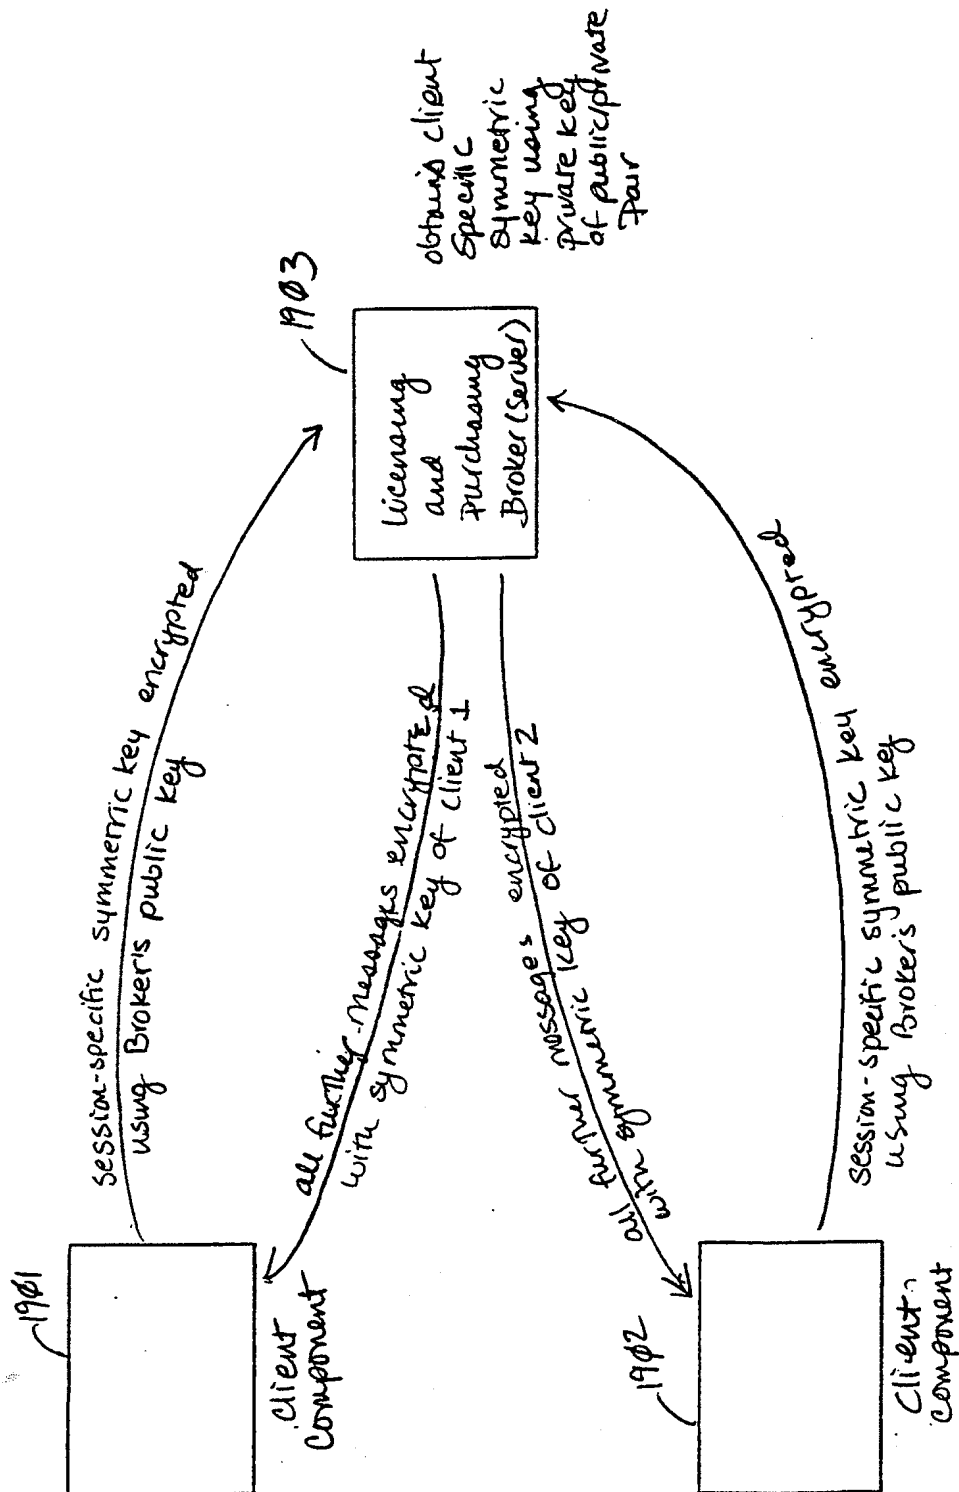 1901
client
component
session-specific symmetric key encrypted
using Broker's public key
all further messages encrypted
with symmetric key of client 1
1903
Licensing
and
Purchasing
Broker (Server)
obtains client
specific
symmetric
key using
private key
of public/private
Pair
all further messages encrypted
with symmetric key of client 2
1902
Client
component
session-specific symmetric key encrypted
using Broker's public key